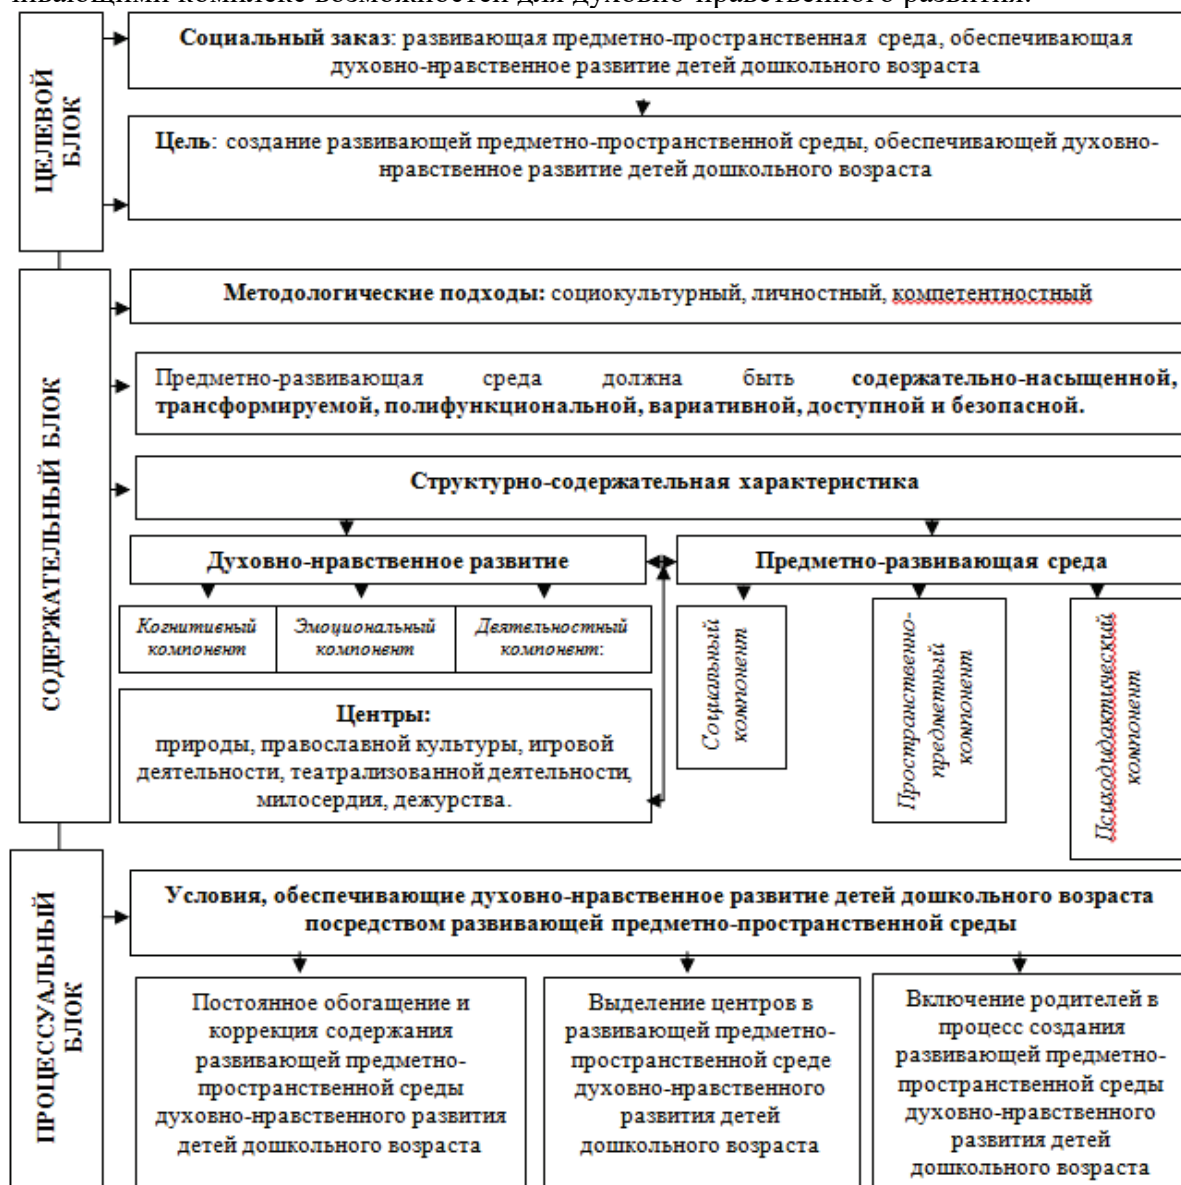 чивающими комплекс возможностей для духовно-нравственного развития.
ЦЕЛЕВОЙ
БЛОК
Социальный заказ: развивающая предметно-пространственная среда, обеспечивающая
духовно-нравственное развитие детей дошкольного возраста
Цель: создание развивающей предметно-пространственной среды, обеспечивающей духовно-
нравственное развитие детей дошкольного возраста
СОДЕРЖАТЕЛЬНЫЙ БЛОК
Методологические подходы: социокультурный, личностный, компетентностный
Предметно-развивающая среда должна быть содержательно-насыщенной,
трансформируемой, полифункциональной, вариативной, доступной и безопасной.
Структурно-содержательная характеристика
Духовно-нравственное развитие
Предметно-развивающая среда
Когнитивный
компонент
Эмоциональный
компонент
Деятельностный
компонент:
Социальный
компонент
Пространственно-
предметный
компонент
Психодидактический
компонент
Центры:
природы, православной культуры, игровой
деятельности, театрализованной деятельности,
милосердия, дежурства.
ПРОЦЕССУАЛЬНЫЙ
БЛОК
Условия, обеспечивающие духовно-нравственное развитие детей дошкольного возраста
посредством развивающей предметно-пространственной среды
Постоянное обогащение и
коррекция содержания
развивающей предметно-
пространственной среды
духовно-нравственного развития
детей дошкольного возраста
Выделение центров в
развивающей предметно-
пространственной среде
духовно-нравственного
развития детей
дошкольного возраста
Включение родителей в
процесс создания
развивающей предметно-
пространственной среды
духовно-нравственного
развития детей
дошкольного возраста